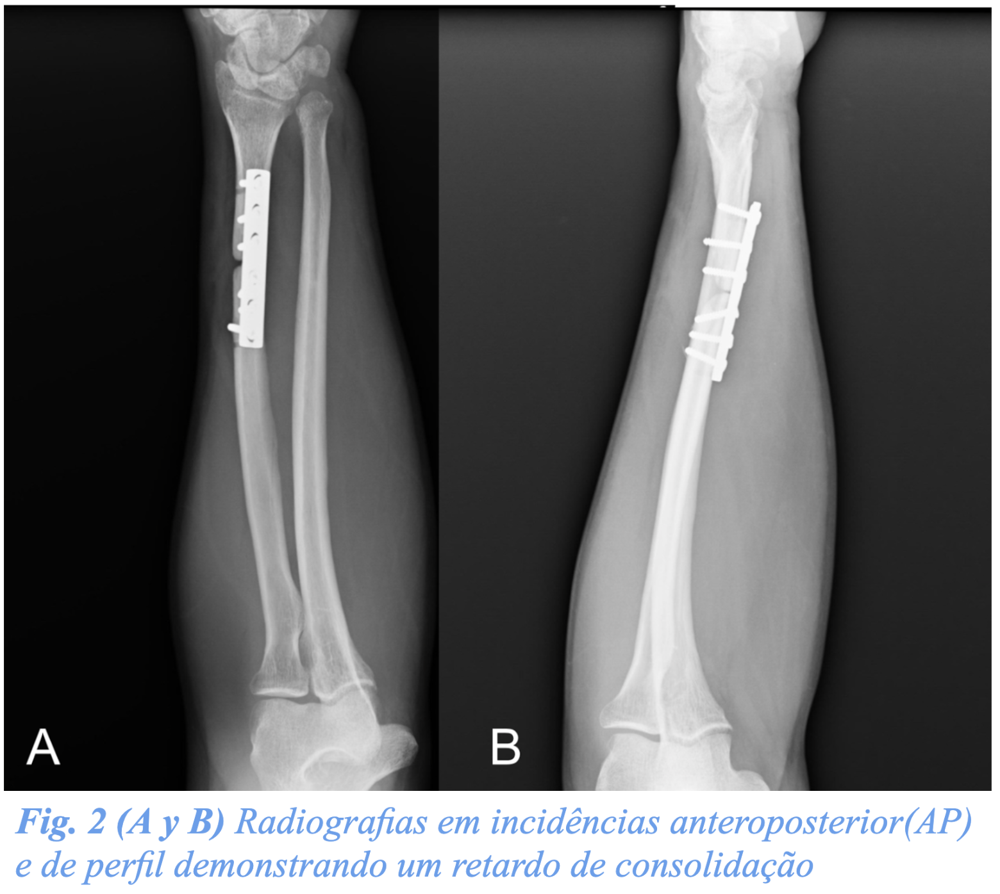 A
B
Fig. 2 (A y B) Radiografias em incidências anteroposterior(AP)
e de perfil demonstrando um retardo de consolidação